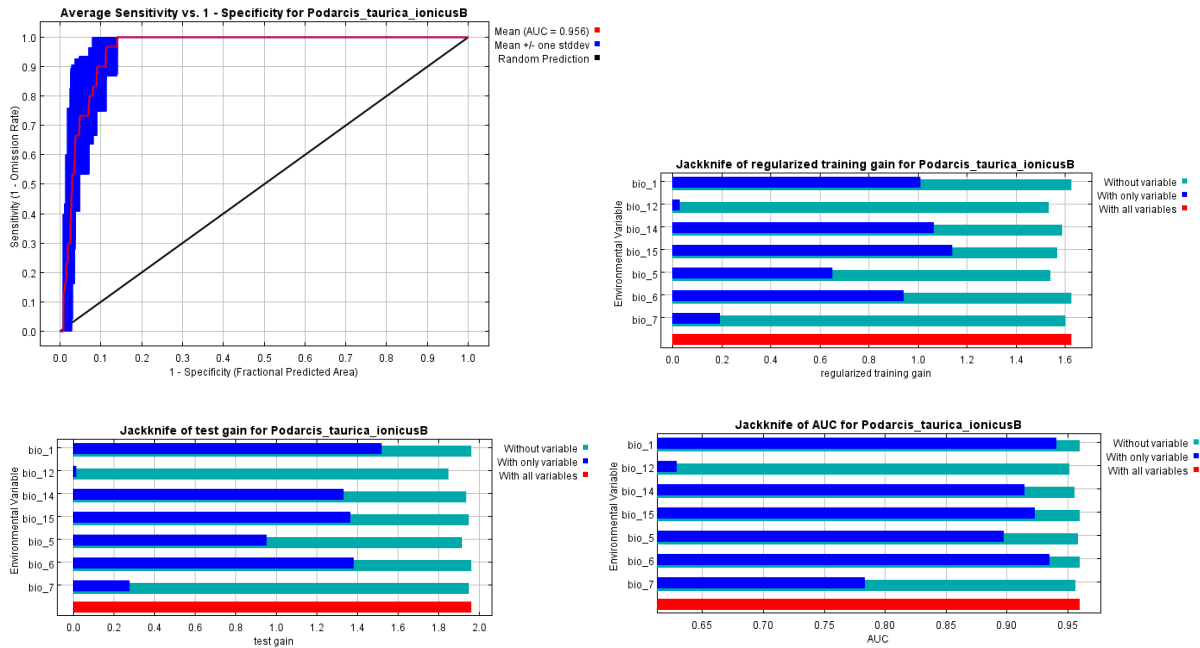 Average Sensitivity vs. 1 - Specificity for Podarcis_taurica_ionicusB
Mean (AUC = 0.956)
Mean +/- one stddev
Random Prediction
Sensitivity (1 - Omission Rate)
1.0
0.9
0.8
0.7
0.6
0.5
0.4
0.3
0.2
0.1
0.0
0.0 0.1 0.2 0.3 0.4 0.5 0.6 0.7 0.8 0.9 1.0
1 - Specificity (Fractional Predicted Area)
Jackknife of regularized training gain for Podarcis_taurica_ionicusB
Environmental Variable
bio_1
bio_12
bio_14
bio_15
bio_5
bio_6
bio_7
Without variable
With only variable
With all variables
0.0 0.2 0.4 0.6 0.8 1.0 1.2 1.4 1.6
regularized training gain
Jackknife of test gain for Podarcis_taurica_ionicusB
Environmental Variable
bio_1
bio_12
bio_14
bio_15
bio_5
bio_6
bio_7
Without variable
With only variable
With all variables
0.0 0.2 0.4 0.6 0.8 1.0 1.2 1.4 1.6 1.8 2.0
test gain
Jackknife of AUC for Podarcis_taurica_ionicusB
Environmental Variable
bio_1
bio_12
bio_14
bio_15
bio_5
bio_6
bio_7
Without variable
With only variable
With all variables
0.65 0.70 0.75 0.80 0.85 0.90 0.95
AUC